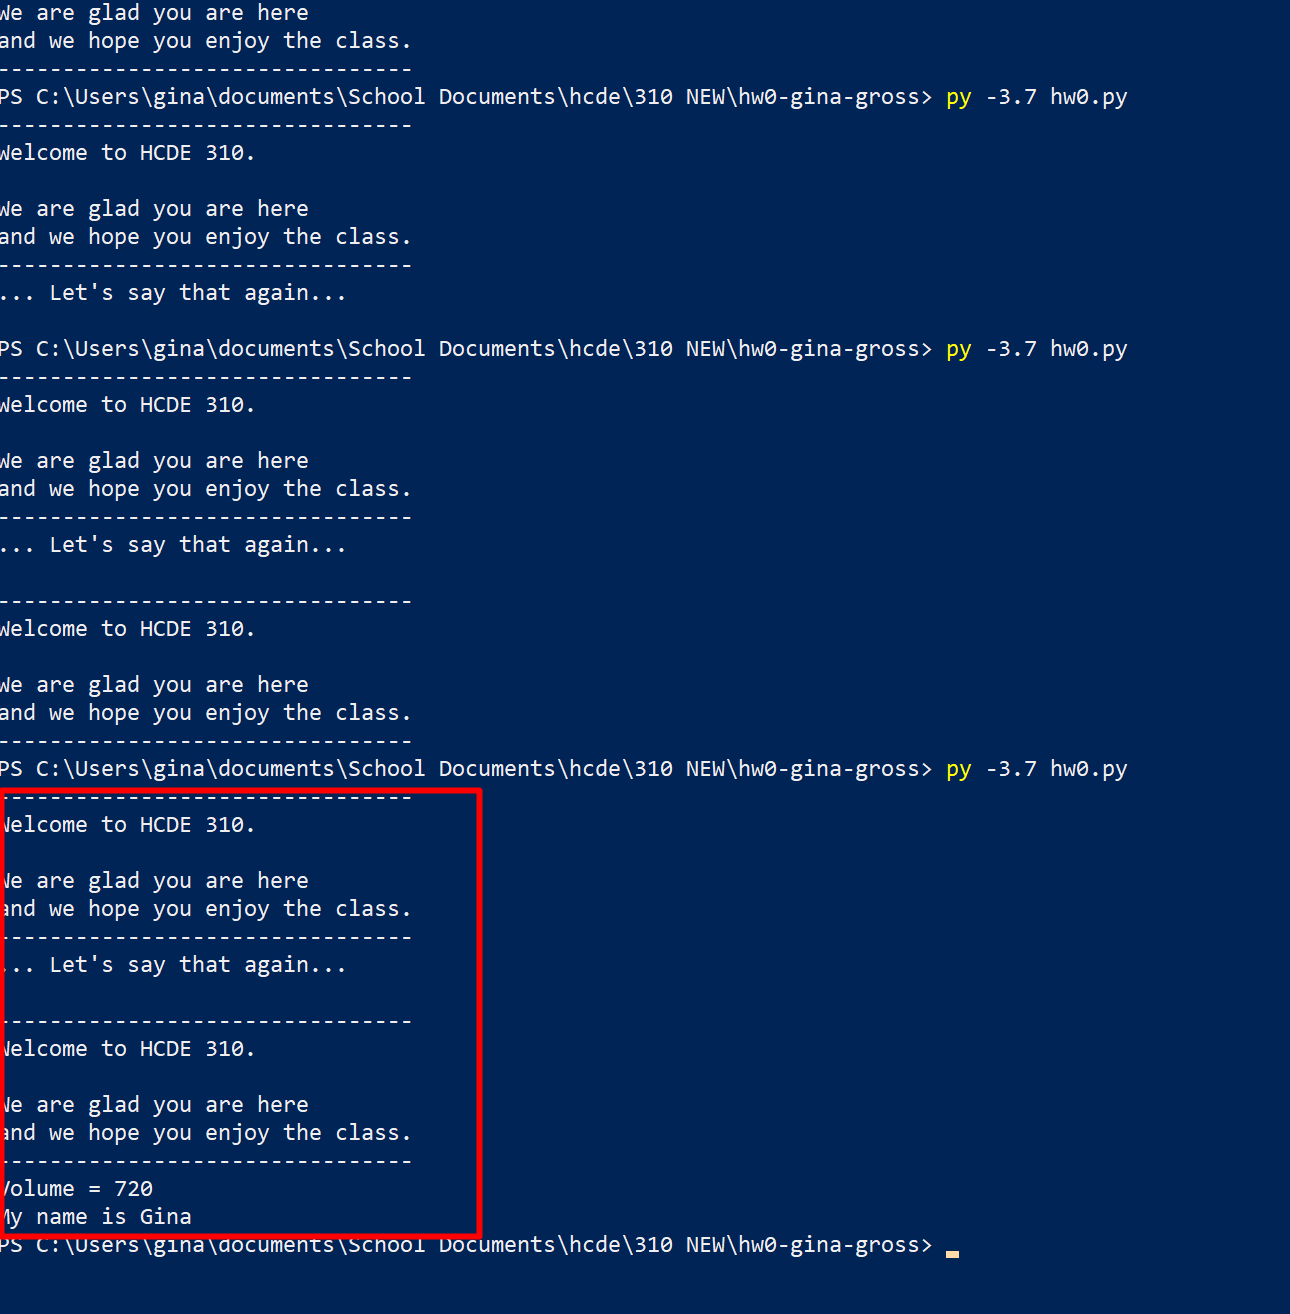 We are glad you are here
and we hope you enjoy the class.
--------------------------------
PS C:\Users\gina\documents\School Documents\hcde\310 NEW\hw0-gina-gross> py -3.7 hw0.py
--------------------------------
Welcome to HCDE 310.
We are glad you are here
and we hope you enjoy the class.
--------------------------------
... Let's say that again...
PS C:\Users\gina\documents\School Documents\hcde\310 NEW\hw0-gina-gross> py -3.7 hw0.py
--------------------------------
Welcome to HCDE 310.
We are glad you are here
and we hope you enjoy the class.
--------------------------------
... Let's say that again...
--------------------------------
Welcome to HCDE 310.
We are glad you are here
and we hope you enjoy the class.
--------------------------------
PS C:\Users\gina\documents\School Documents\hcde\310 NEW\hw0-gina-gross> py -3.7 hw0.py
--------------------------------
Welcome to HCDE 310.
We are glad you are here
and we hope you enjoy the class.
--------------------------------
... Let's say that again...
--------------------------------
Welcome to HCDE 310.
We are glad you are here
and we hope you enjoy the class.
--------------------------------
Volume = 720
My name is Gina
PS C:\Users\gina\documents\School Documents\hcde\310 NEW\hw0-gina-gross>